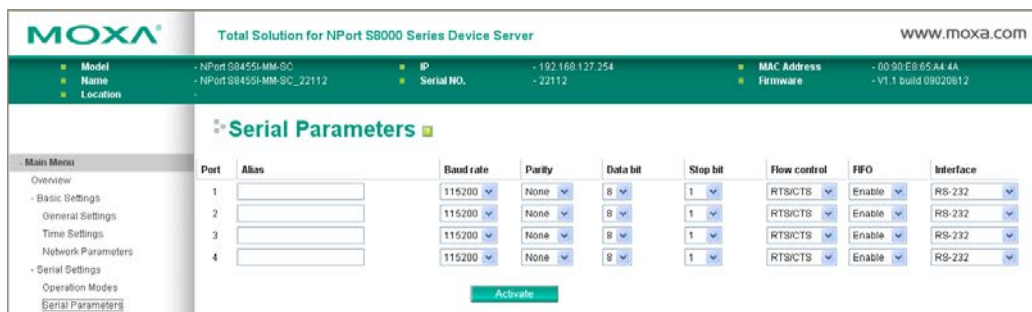 MOXA
Total Solution for NPort S8000 Series Device Server
www.moxa.com
Model - NPort S8455I-MM-SC IP - 192.168.127.254 MAC Address - 00:90:E8:65:A4:4A
Name - NPort S8455I-MM-SC_22112 Serial NO. - 22112 Firmware - V1.1 build 09020612
Location -
Serial Parameters
- Main Menu
Overview
- Basic Settings
General Settings
Time Settings
Network Parameters
- Serial Settings
Operation Modes
Serial Parameters
Port Alias Baud rate Parity Data bit Stop bit Flow control FIFO Interface
1 115200 None 8 1 RTS/CTS Enable RS-232
2 115200 None 8 1 RTS/CTS Enable RS-232
3 115200 None 8 1 RTS/CTS Enable RS-232
4 115200 None 8 1 RTS/CTS Enable RS-232
Activate